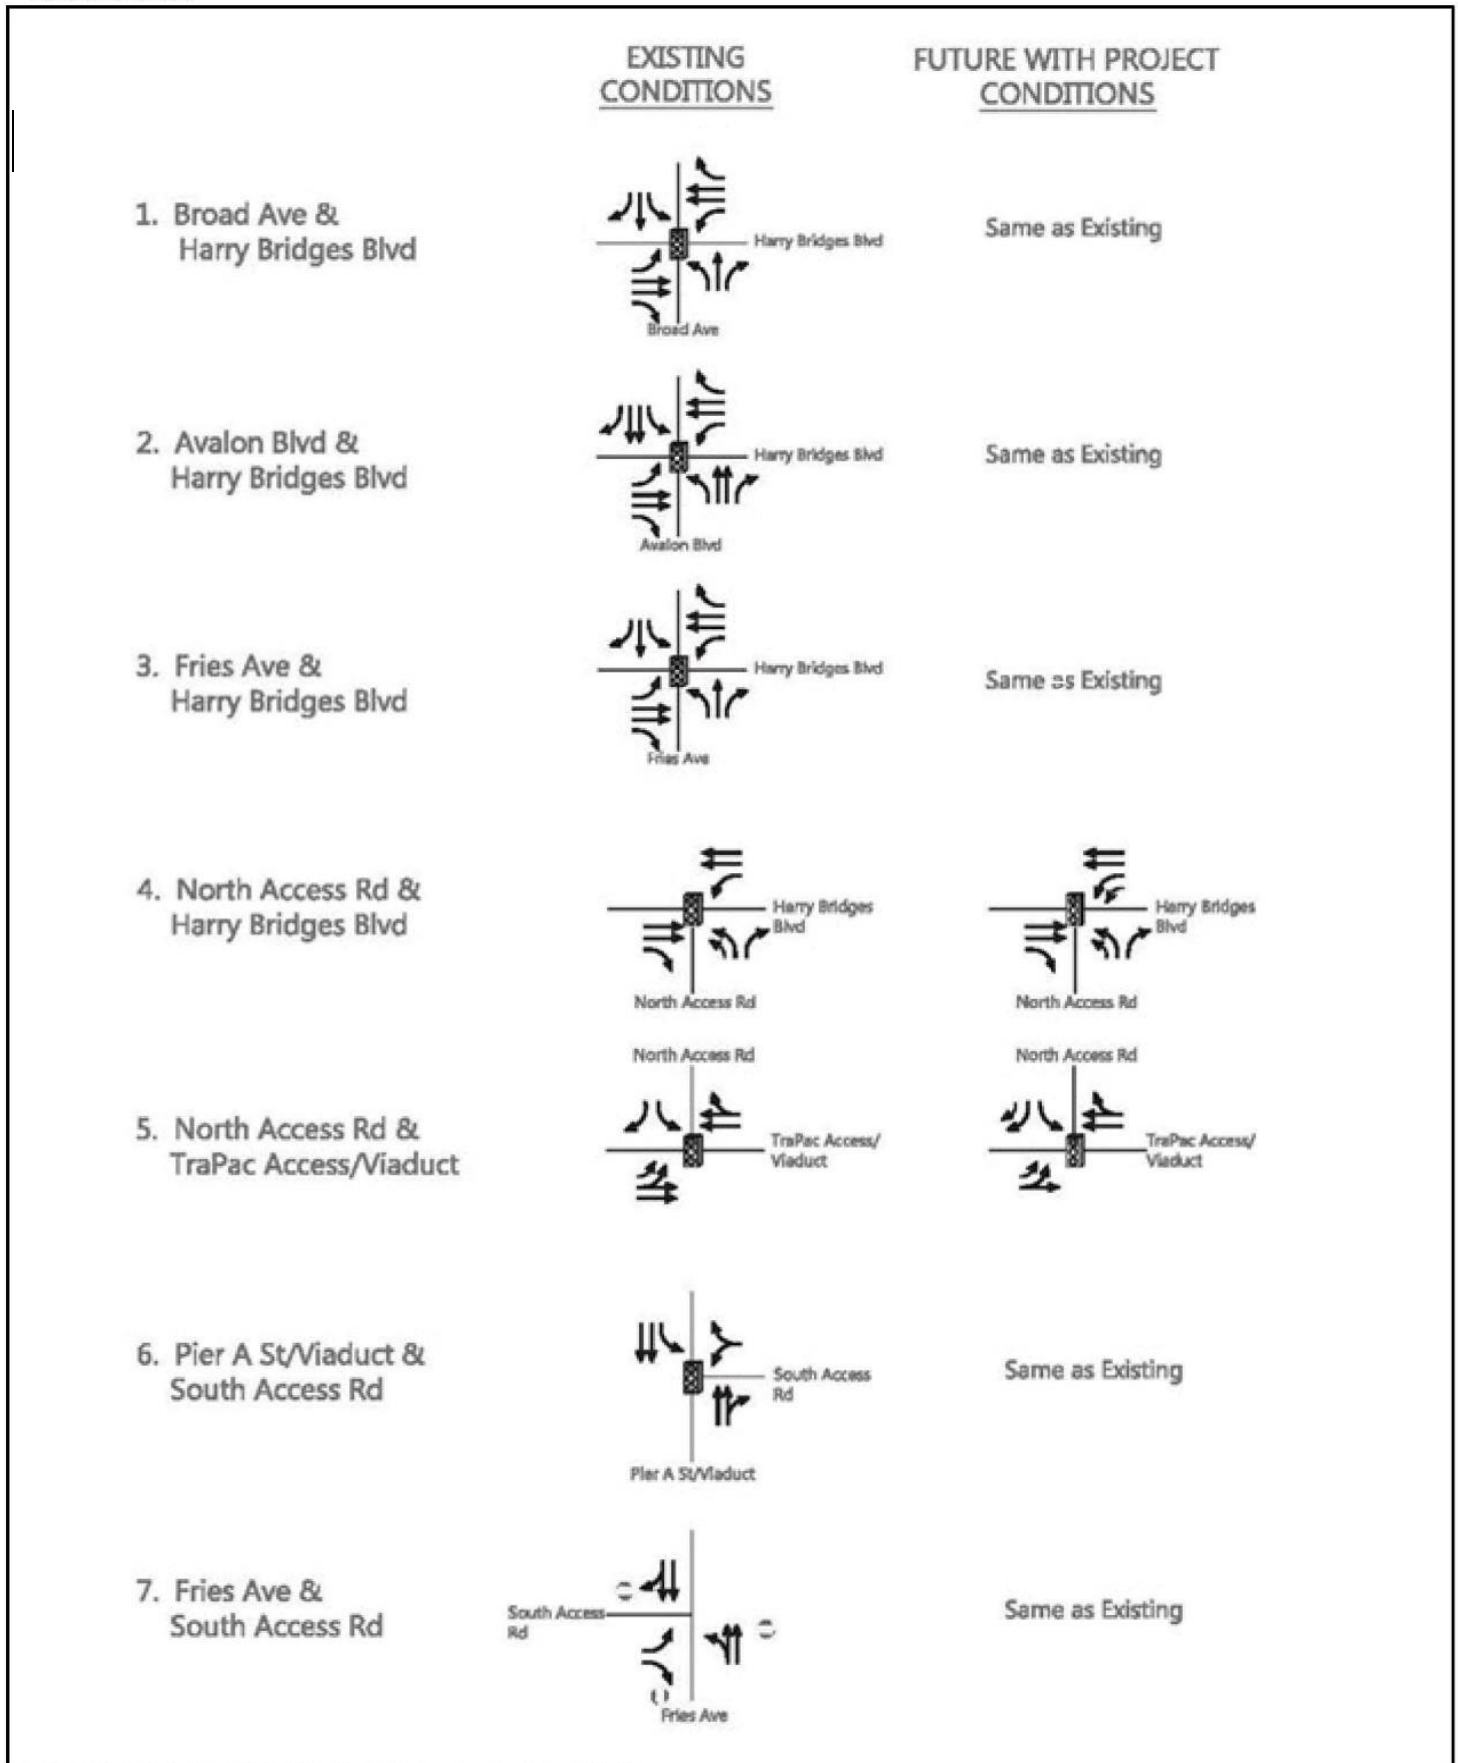 EXISTING
CONDITIONS
FUTURE WITH PROJECT
CONDITIONS
1. Broad Ave &
Harry Bridges Blvd
Harry Bridges Blvd
Broad Ave
Same as Existing
2. Avalon Blvd &
Harry Bridges Blvd
Harry Bridges Blvd
Avalon Blvd
Same as Existing
3. Fries Ave &
Harry Bridges Blvd
Harry Bridges Blvd
Fries Ave
Same as Existing
4. North Access Rd &
Harry Bridges Blvd
Harry Bridges
Blvd
North Access Rd
Harry Bridges
Blvd
North Access Rd
5. North Access Rd &
TraPac Access/Viaduct
North Access Rd
TraPac Access/
Viaduct
North Access Rd
TraPac Access/
Viaduct
6. Pier A St/Viaduct &
South Access Rd
South Access
Rd
Pier A St/Viaduct
Same as Existing
7. Fries Ave &
South Access Rd
South Access
Rd
Fries Ave
Same as Existing